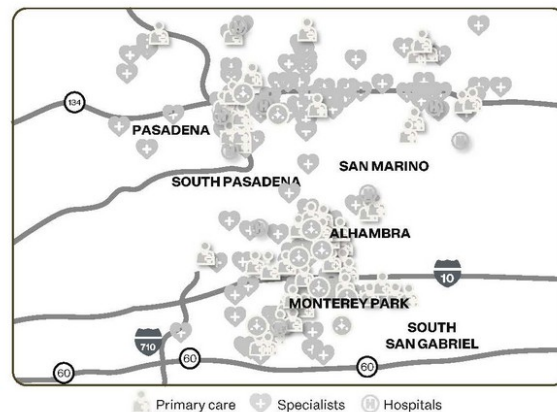 134
PASADENA
SAN MARINO
SOUTH PASADENA
ALHAMBRA
10
MONTEREY PARK
710
SOUTH
SAN GABRIEL
60
60
60
Primary care
Specialists
H Hospitals